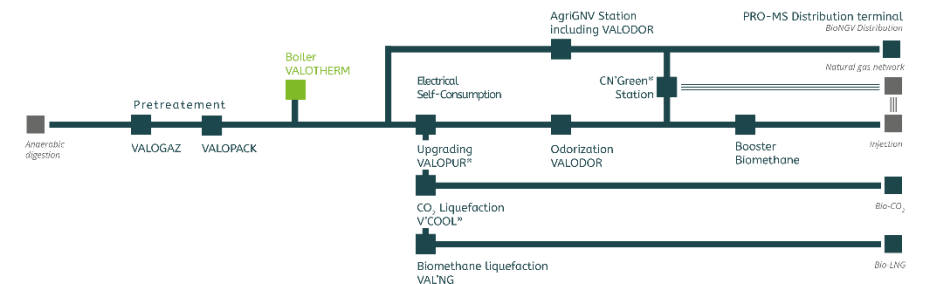 AgriGNV Station
including VALODOR
PRO-MS Distribution terminal
BioNGV Distribution
Boiler
VALOTHERM
Natural gas network
Electrical
Self-Consumption
CN'Green®
Station
Pretreatement
Anaerobic
digestion
VALOGAZ
VALOPACK
Upgrading
VALOPUR®
Odorization
VALODOR
Booster
Biomethane
Injection
CO₂ Liquefaction
V'COOL®
Bio-CO₂
Biomethane liquefaction
VAL'NG
Bio-LNG